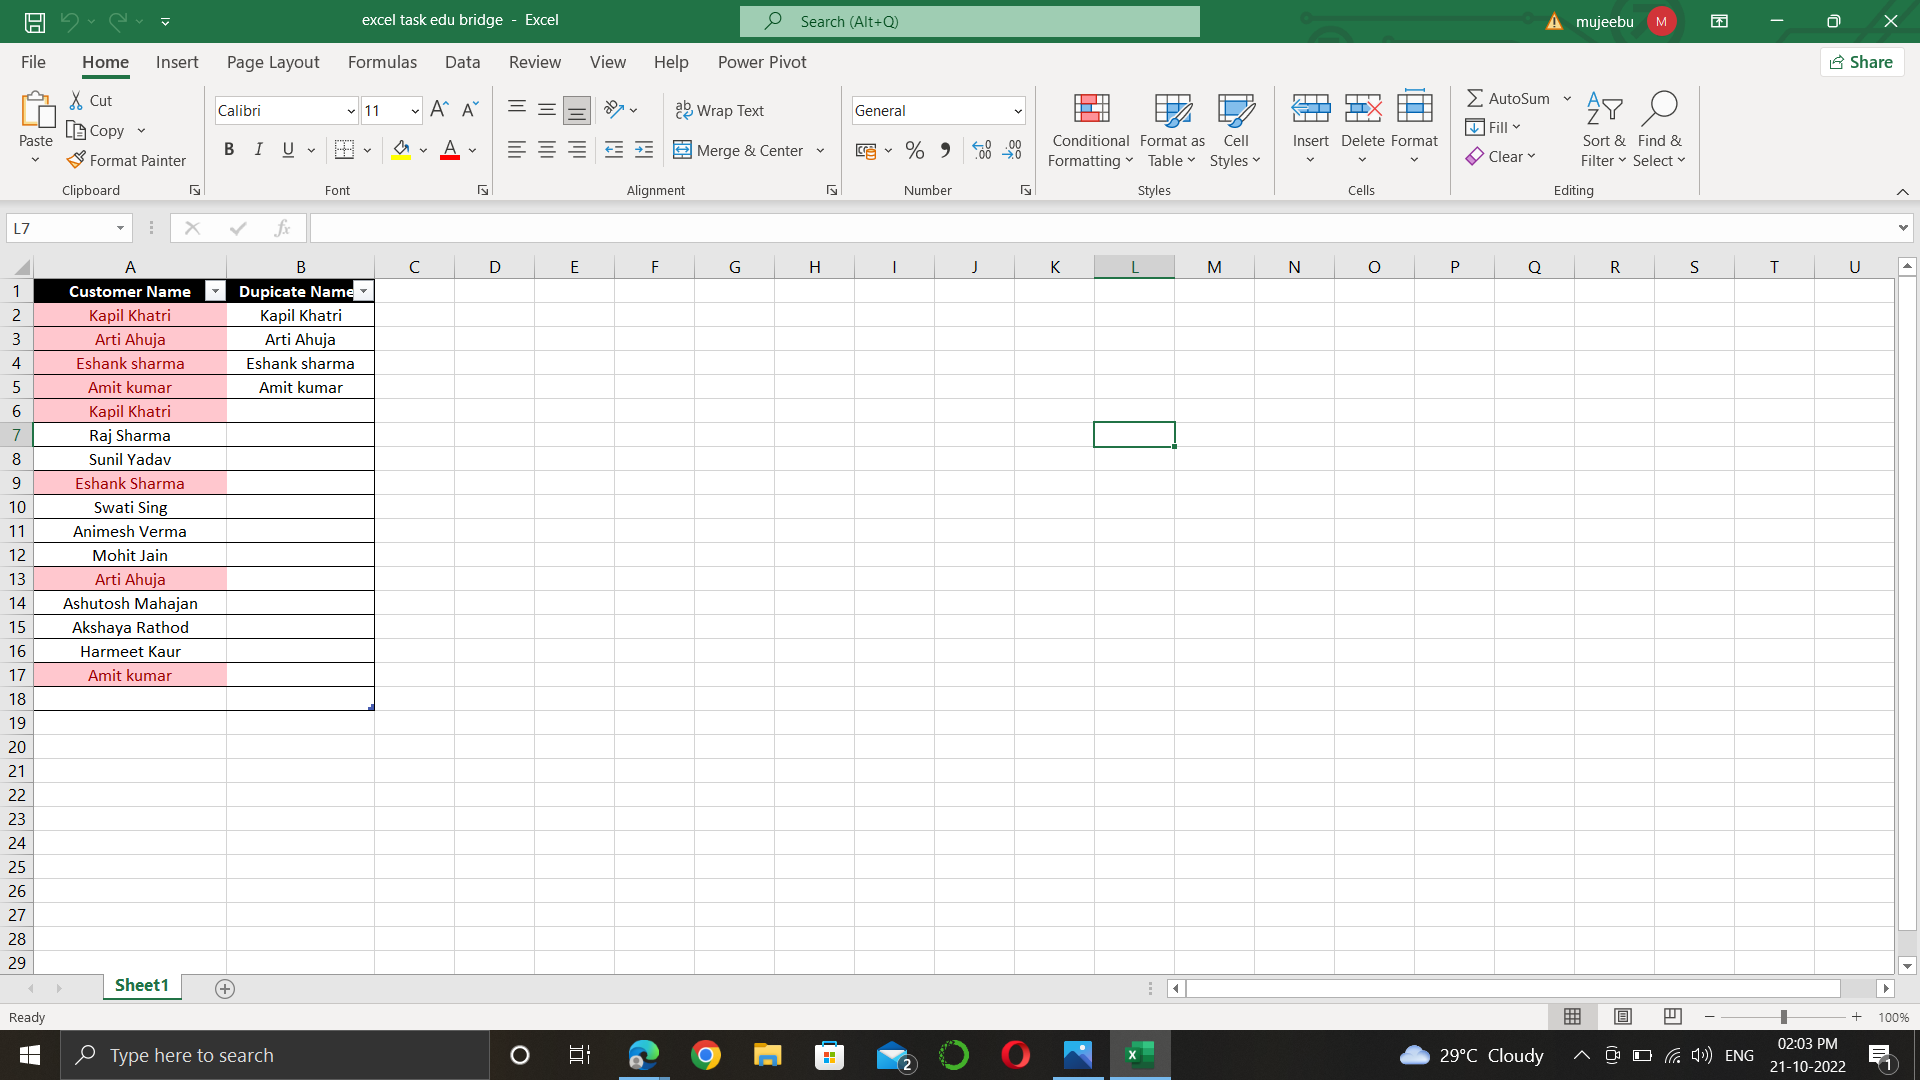 excel task edu bridge - Excel
Search (Alt+Q)
mujeebu
M
File Home Insert Page Layout Formulas Data Review View Help Power Pivot
Share
Paste
Cut
Copy
Format Painter
Clipboard
Calibri
11
B I U
A
Font
ab Wrap Text
Merge & Center
Alignment
General
% 9
Number
Conditional Formatting
Format as Table
Cell Styles
Styles
Insert Delete Format
Cells
AutoSum
Fill
Clear
Sort & Filter
Find & Select
Editing
L7
fx
A B C D E F G H I J K L M N O P Q R S T U
1 Customer Name Dupicate Name
2 Kapil Khatri Kapil Khatri
3 Arti Ahuja Arti Ahuja
4 Eshank sharma Eshank sharma
5 Amit kumar Amit kumar
6 Kapil Khatri
7 Raj Sharma
8 Sunil Yadav
9 Eshank Sharma
10 Swati Sing
11 Animesh Verma
12 Mohit Jain
13 Arti Ahuja
14 Ashutosh Mahajan
15 Akshaya Rathod
16 Harmeet Kaur
17 Amit kumar
18
19
20
21
22
23
24
25
26
27
28
29
Sheet1
Ready
100%
Type here to search
2
29°C Cloudy
ENG
02:03 PM
21-10-2022
1